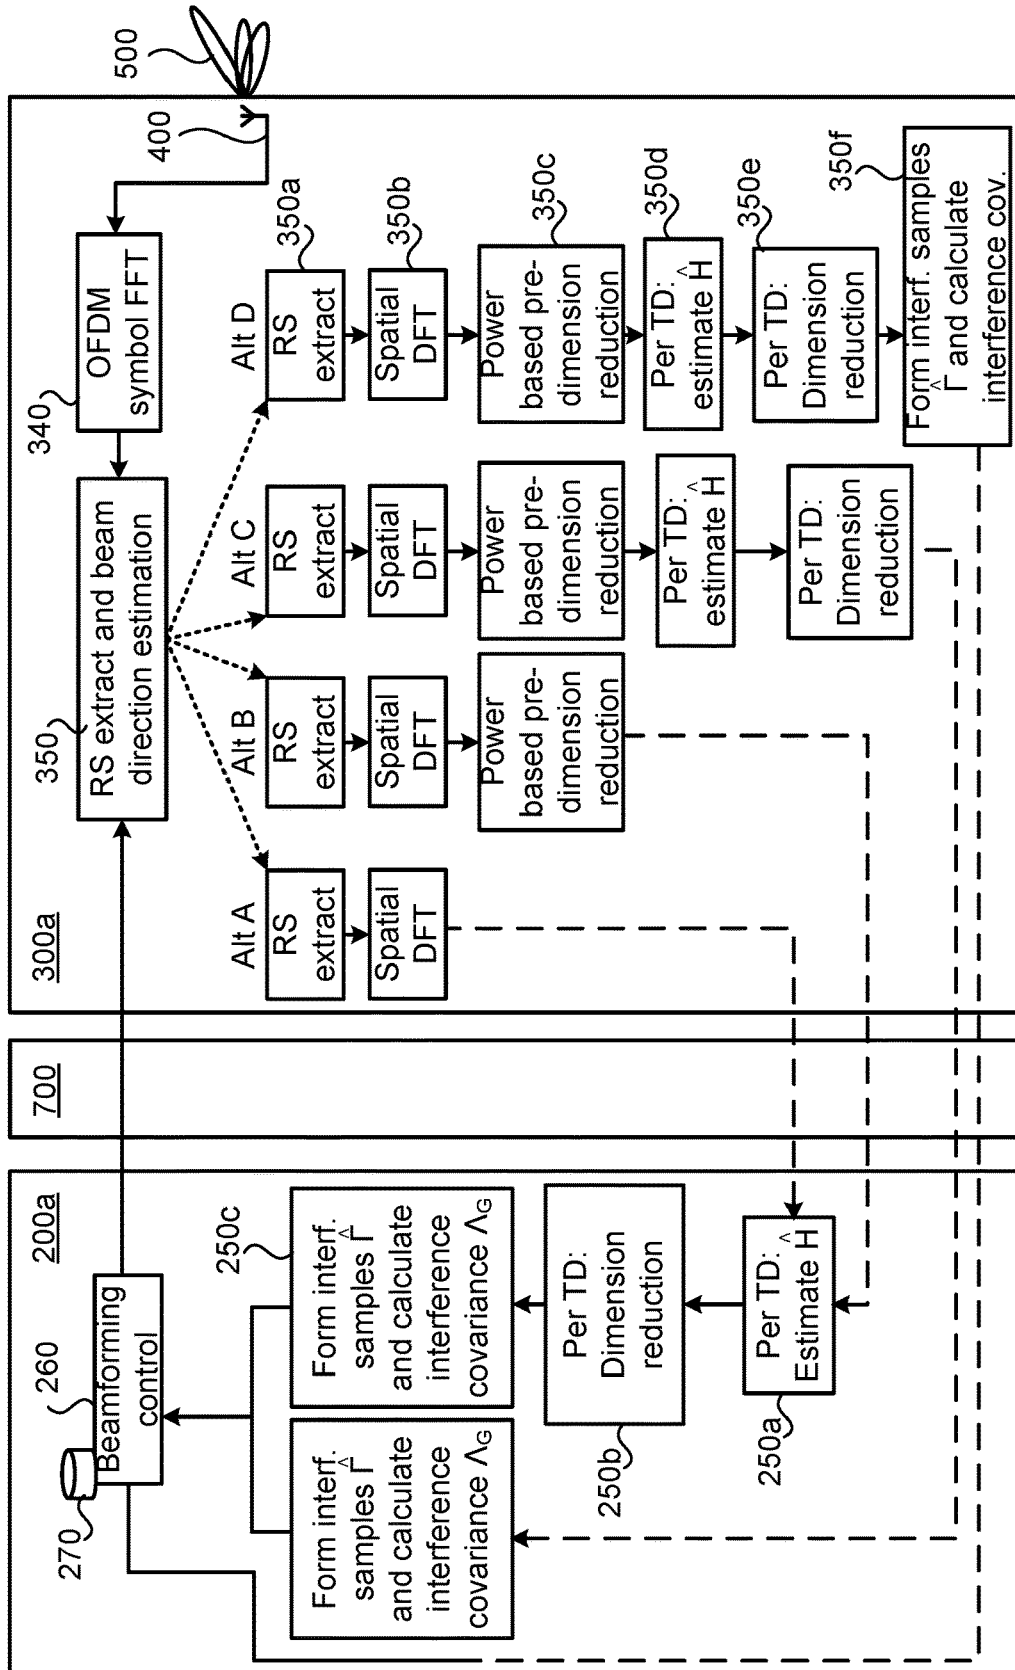 200a
700
300a
270
260
Beamforming
control
250c
Form interf.
samples Γ̂
and calculate
interference
covariance Λ_G
Form interf.
samples Γ̂
and calculate
interference
covariance Λ_G
250b
Per TD:
Dimension
reduction
250a
Per TD:
Estimate Ĥ
350
RS extract and beam
direction estimation
340
OFDM
symbol FFT
400
500
Alt A
RS
extract
Spatial
DFT
Alt B
RS
extract
Spatial
DFT
Power
based pre-
dimension
reduction
Alt C
RS
extract
Spatial
DFT
Power
based pre-
dimension
reduction
Per TD:
estimate Ĥ
Per TD:
Dimension
reduction
Alt D
RS
extract
350a
Spatial
DFT
350b
Power
based pre-
dimension
reduction
350c
Per TD:
estimate Ĥ
350d
Per TD:
Dimension
reduction
350e
Form interf. samples
Γ̂ and calculate
interference cov.
350f